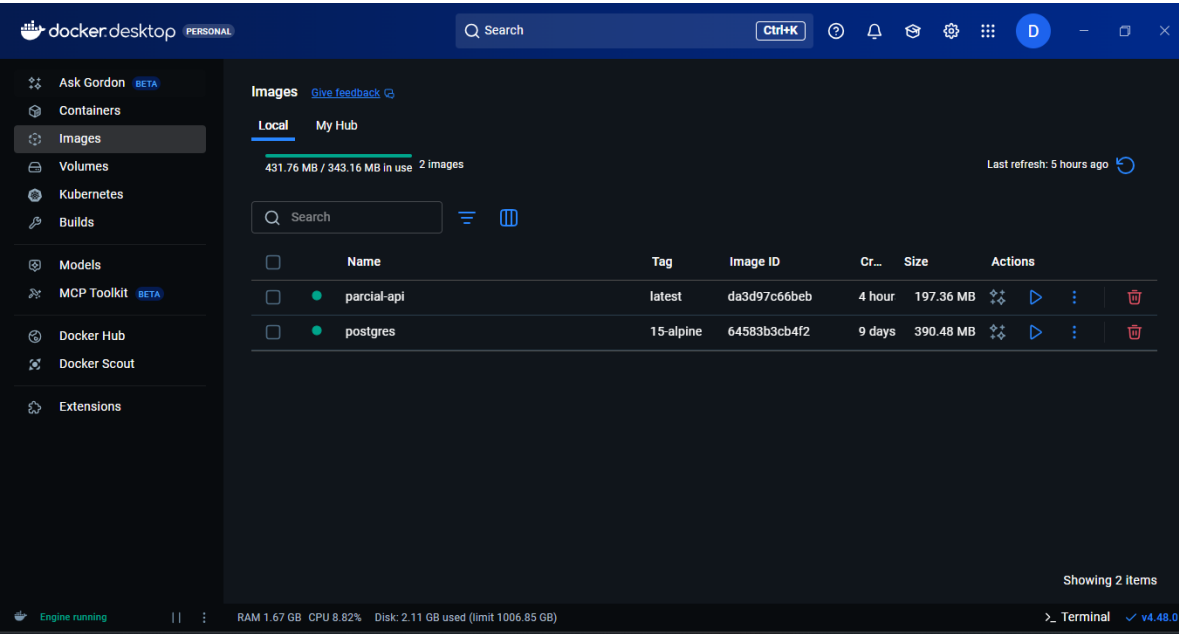 docker.desktop PERSONAL
Search
Ctrl+K
D
Ask Gordon BETA
Containers
Images
Volumes
Kubernetes
Builds
Models
MCP Toolkit BETA
Docker Hub
Docker Scout
Extensions
Images Give feedback
Local My Hub
431.76 MB / 343.16 MB in use 2 images
Last refresh: 5 hours ago
Search
Name Tag Image ID Cr... Size Actions
parcial-api latest da3d97c66beb 4 hour 197.36 MB
postgres 15-alpine 64583b3cb4f2 9 days 390.48 MB
Showing 2 items
Engine running
RAM 1.67 GB CPU 8.82% Disk: 2.11 GB used (limit 1006.85 GB)
>_ Terminal
v4.48.0